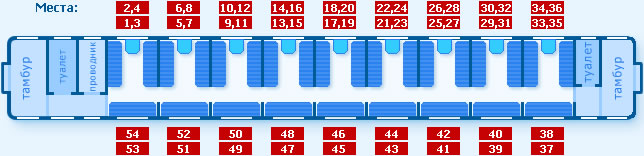 Места: 2,4 6,8 10,12 14,16 18,20 22,24 26,28 30,32 34,36
1,3 5,7 9,11 13,15 17,19 21,23 25,27 29,31 33,35
тамбур туалет проводник туалет тамбур
54 52 50 48 46 44 42 40 38
53 51 49 47 45 43 41 39 37